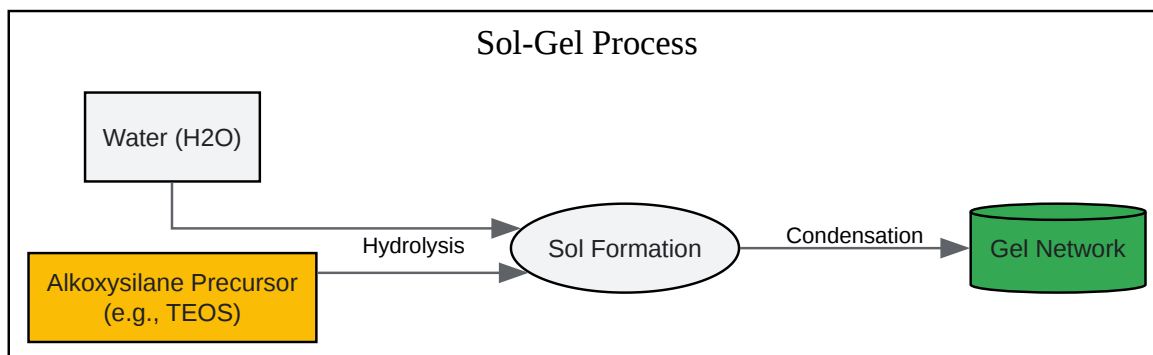 Sol-Gel Process
Water (H2O)
Hydrolysis
Alkoxysilane Precursor
(e.g., TEOS)
Sol Formation
Condensation
Gel Network